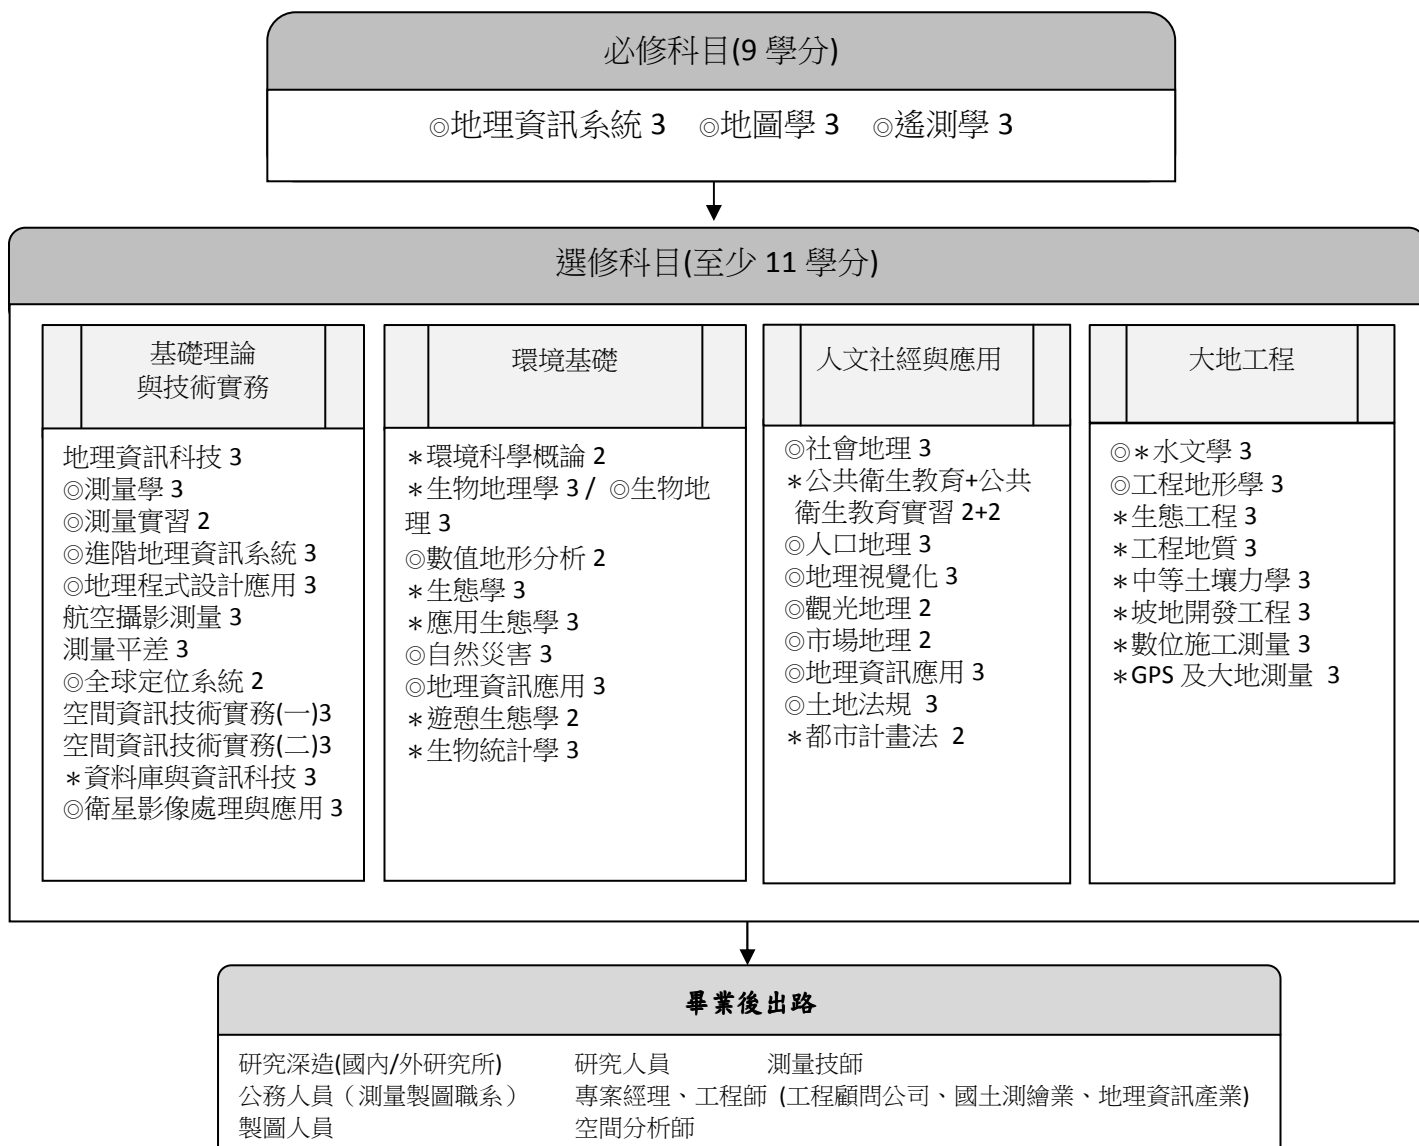 必修科目(9 學分)
◎地理資訊系統 3 ◎地圖學 3 ◎遙測學 3
選修科目(至少 11 學分)
基礎理論
與技術實務
地理資訊科技 3
◎測量學 3
◎測量實習 2
◎進階地理資訊系統 3
◎地理程式設計應用 3
航空攝影測量 3
測量平差 3
◎全球定位系統 2
空間資訊技術實務(一)3
空間資訊技術實務(二)3
＊資料庫與資訊科技 3
◎衛星影像處理與應用 3
環境基礎
＊環境科學概論 2
＊生物地理學 3 / ◎生物地
理 3
◎數值地形分析 2
＊生態學 3
＊應用生態學 3
◎自然災害 3
◎地理資訊應用 3
＊遊憩生態學 2
＊生物統計學 3
人文社經與應用
◎社會地理 3
＊公共衛生教育+公共
衛生教育實習 2+2
◎人口地理 3
◎地理視覺化 3
◎觀光地理 2
◎市場地理 2
◎地理資訊應用 3
◎土地法規 3
＊都市計畫法 2
大地工程
◎＊水文學 3
◎工程地形學 3
＊生態工程 3
＊工程地質 3
＊中等土壤力學 3
＊坡地開發工程 3
＊數位施工測量 3
＊GPS 及大地測量 3
畢業後出路
研究深造(國內/外研究所) 研究人員 測量技師
公務人員（測量製圖職系） 專案經理、工程師 (工程顧問公司、國土測繪業、地理資訊產業)
製圖人員 空間分析師